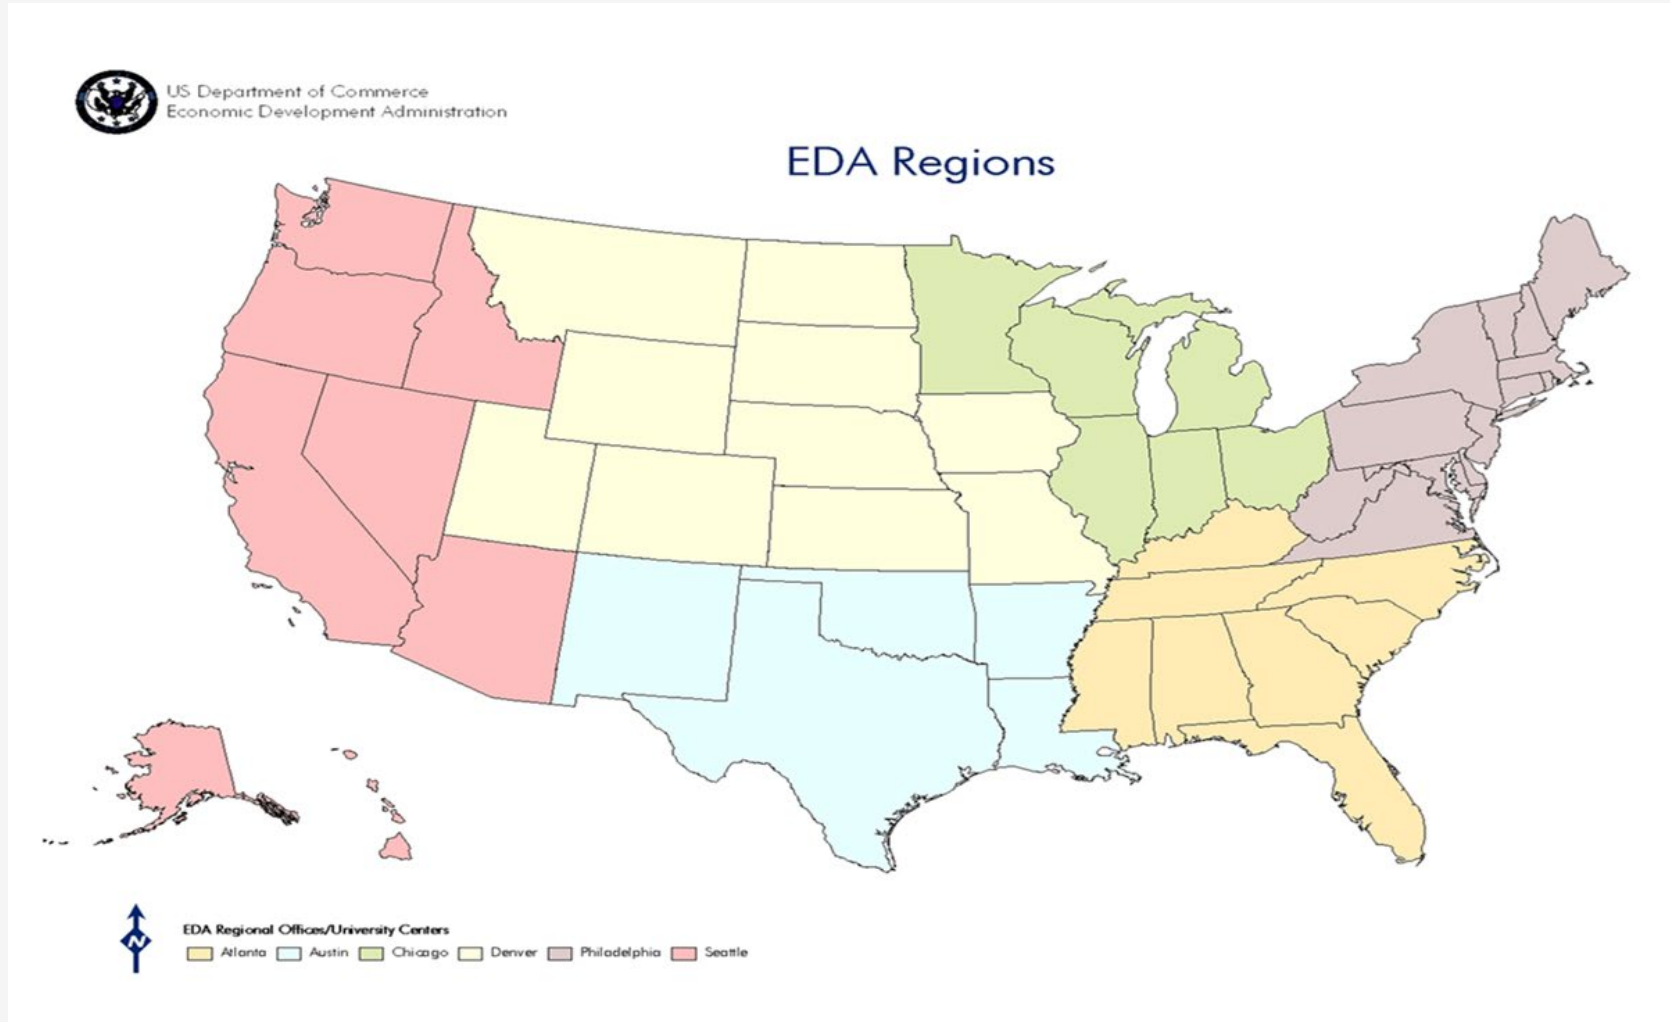 US Department of Commerce
Economic Development Administration
EDA Regions
N
EDA Regional Offices/University Centers
Atlanta Austin Chicago Denver Philadelphia Seattle